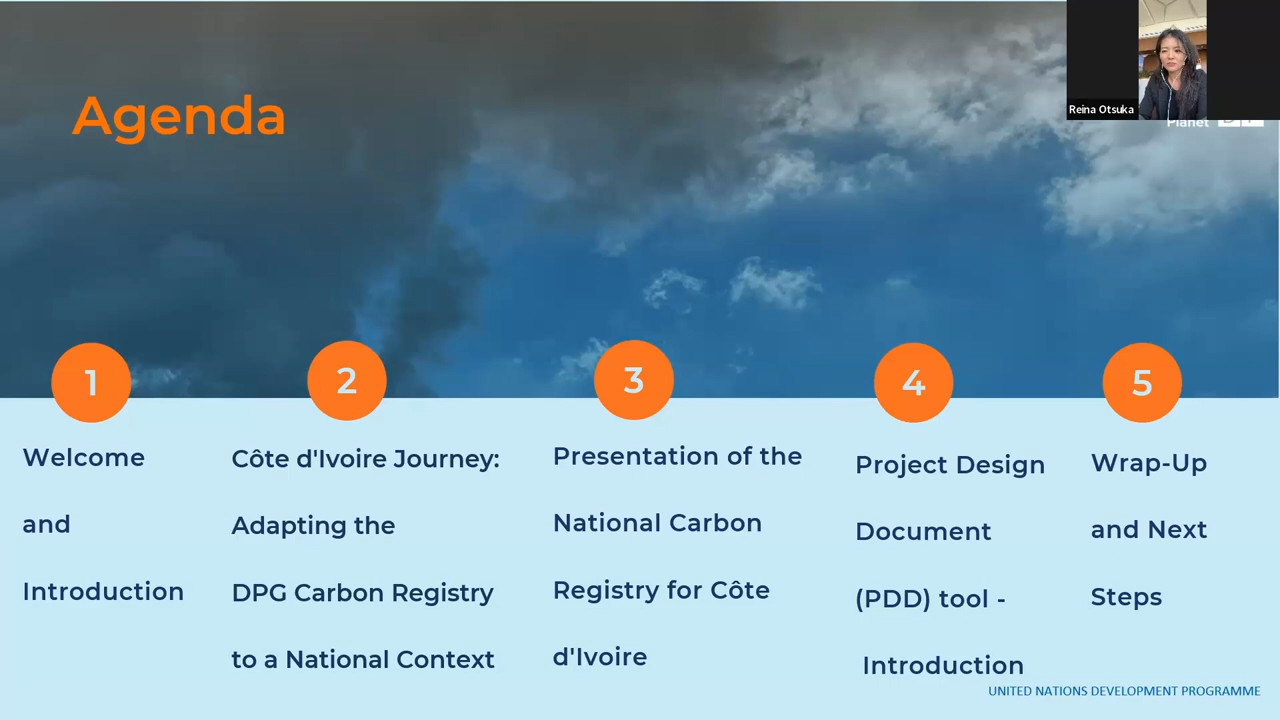 Agenda
Reina Otsuka
Planet
1
Welcome
and
Introduction
2
Côte d'Ivoire Journey:
Adapting the
DPG Carbon Registry
to a National Context
3
Presentation of the
National Carbon
Registry for Côte
d'Ivoire
4
Project Design
Document
(PDD) tool -
Introduction
5
Wrap-Up
and Next
Steps
UNITED NATIONS DEVELOPMENT PROGRAMME